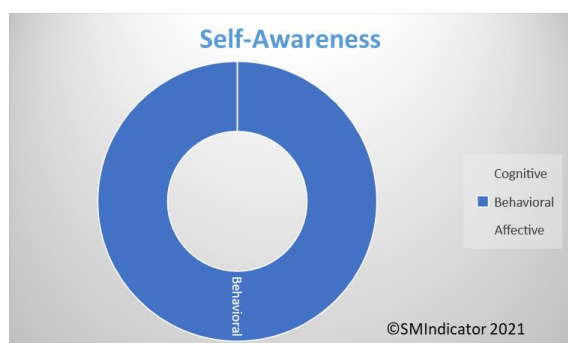 Self-Awareness
Cognitive
Behavioral
Affective
Behavioral
©SMIndicator 2021